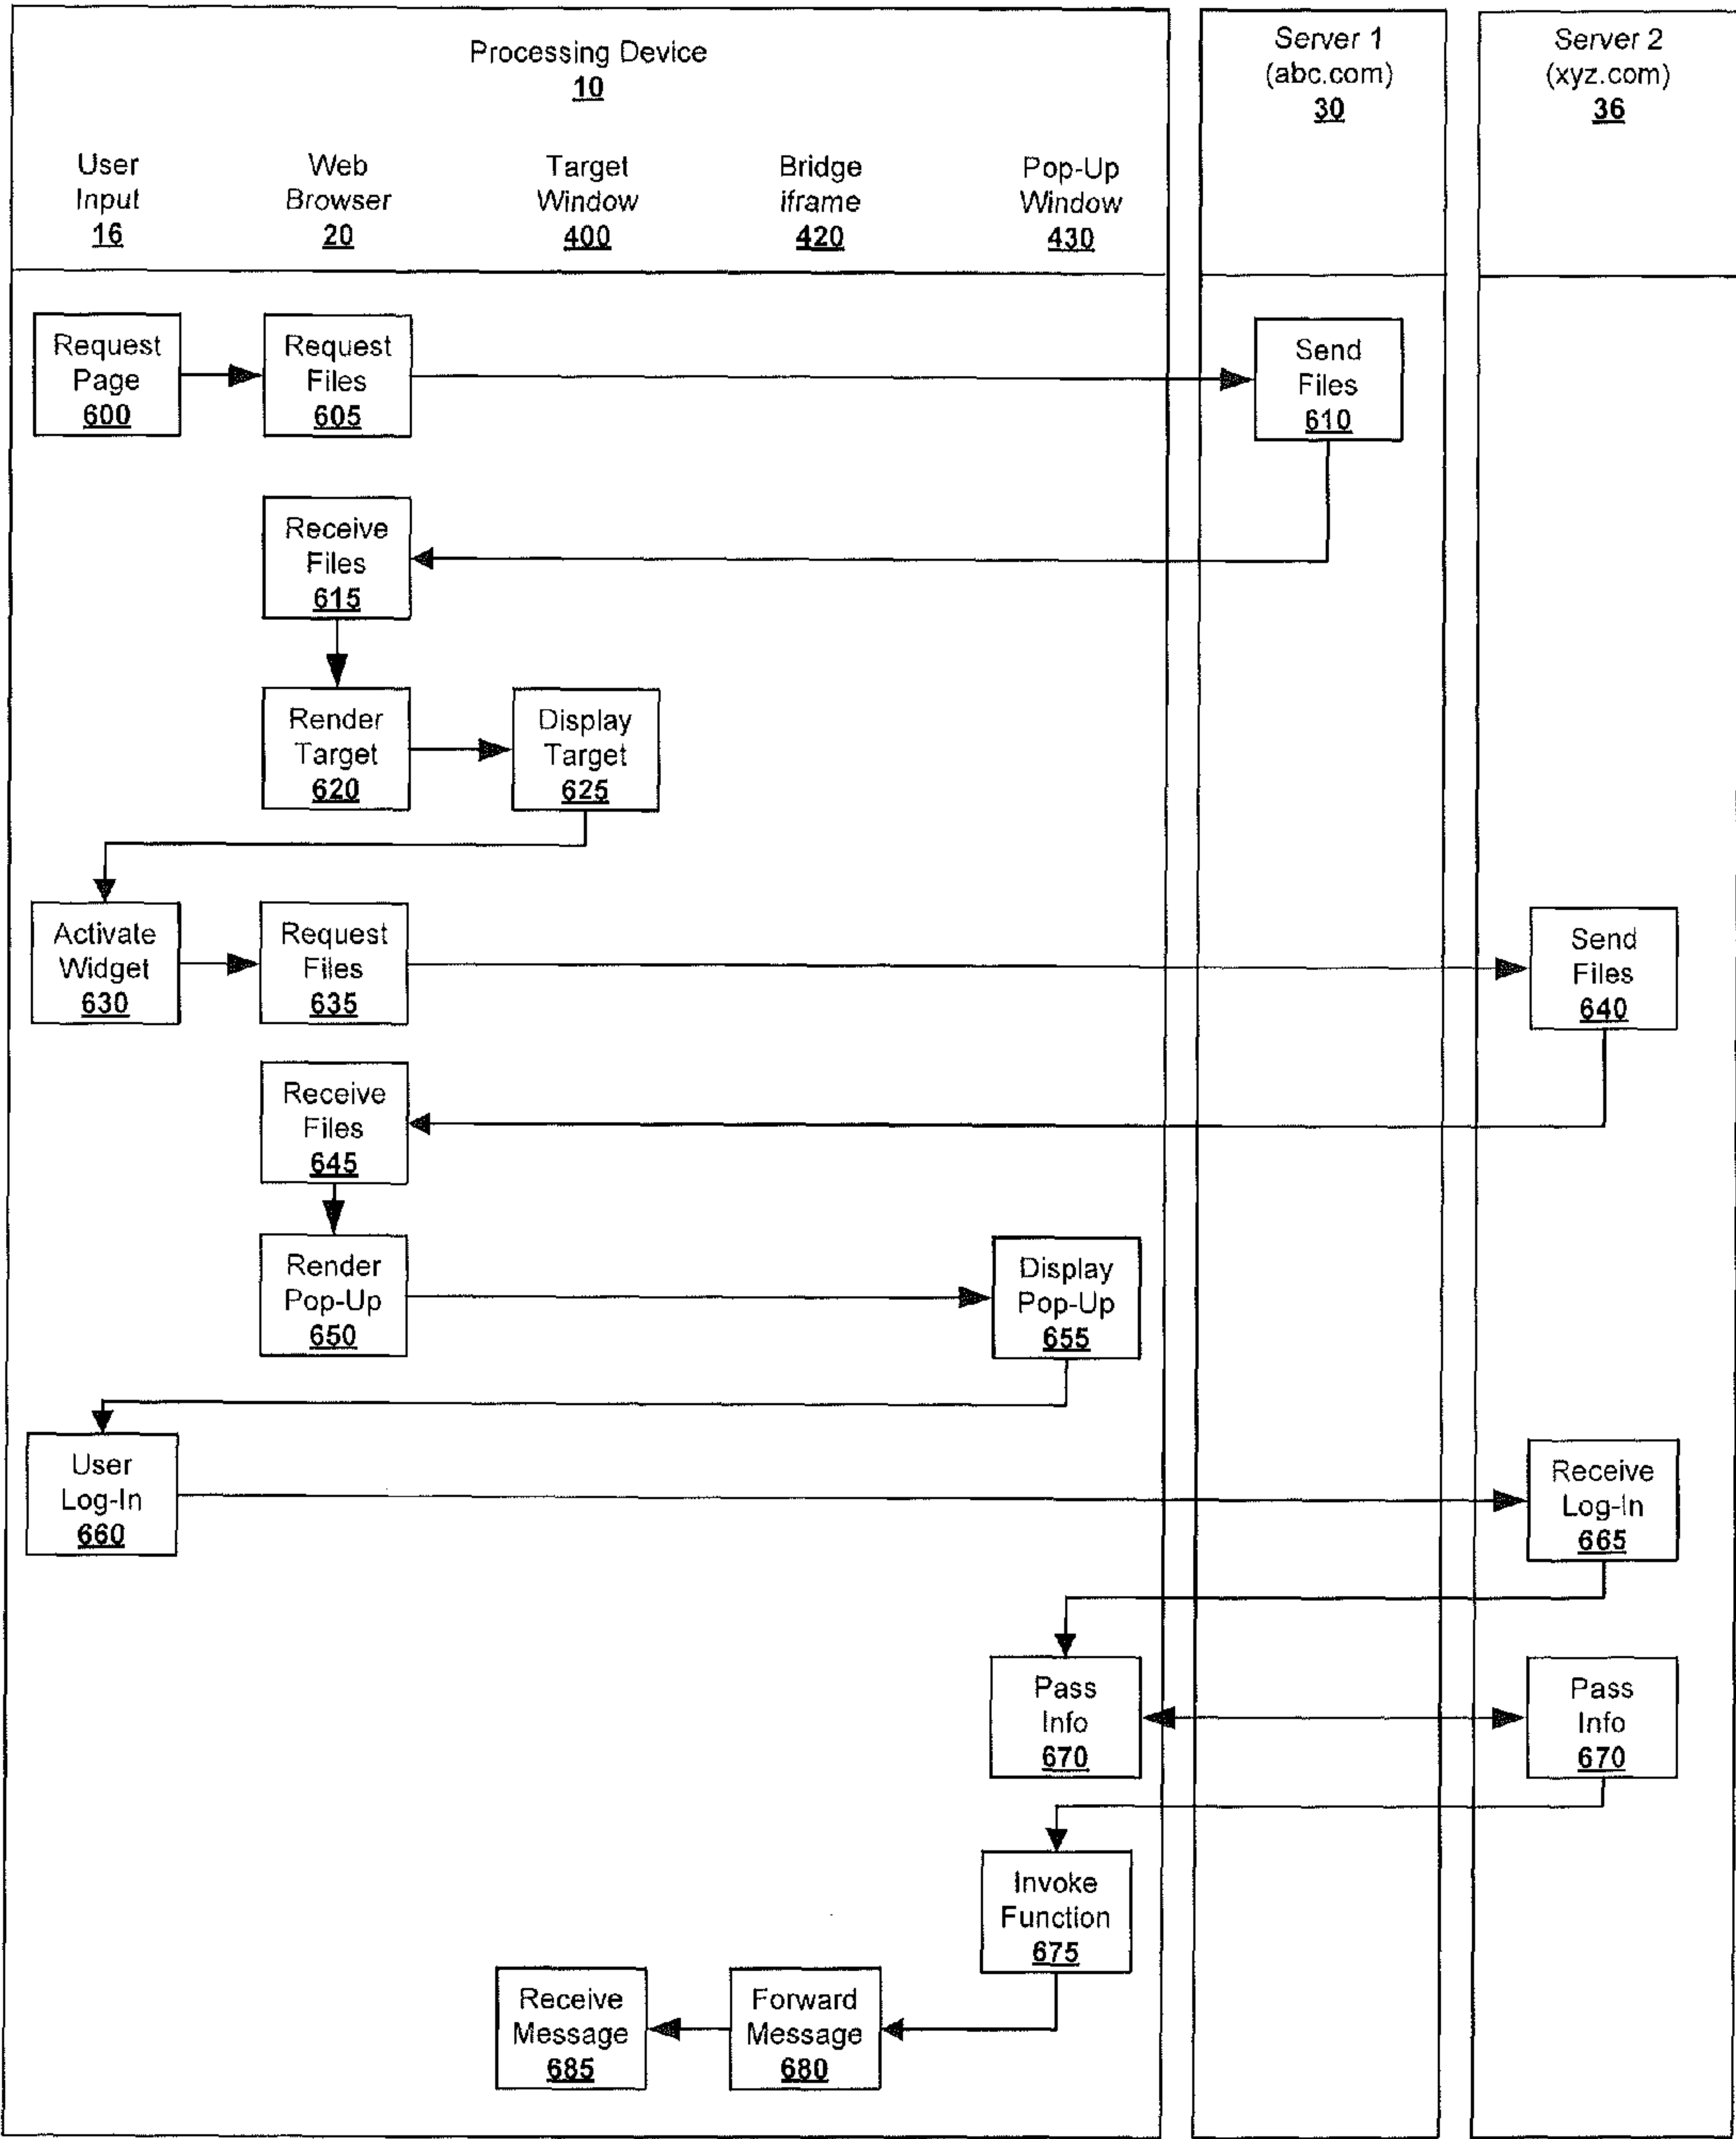 Processing Device
10
Server 1
(abc.com)
30
Server 2
(xyz.com)
36
User
Input
16
Web
Browser
20
Target
Window
400
Bridge
iframe
420
Pop-Up
Window
430
Request
Page
600
Request
Files
605
Send
Files
610
Receive
Files
615
Render
Target
620
Display
Target
625
Activate
Widget
630
Request
Files
635
Send
Files
640
Receive
Files
645
Render
Pop-Up
650
Display
Pop-Up
655
User
Log-In
660
Receive
Log-In
665
Pass
Info
670
Pass
Info
670
Invoke
Function
675
Receive
Message
685
Forward
Message
680